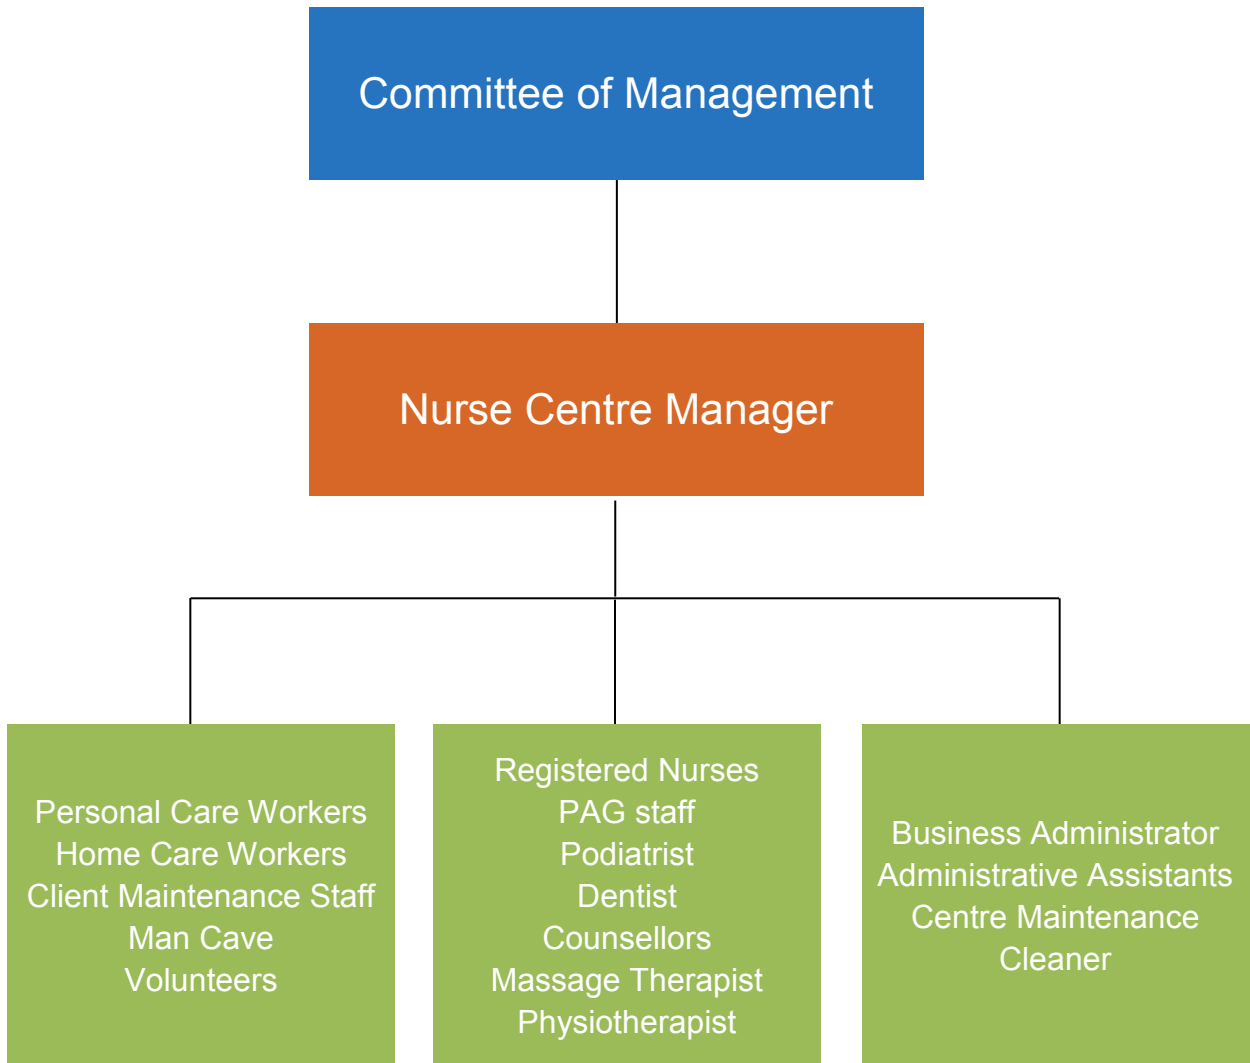 Committee of Management
Nurse Centre Manager
Personal Care Workers
Home Care Workers
Client Maintenance Staff
Man Cave
Volunteers
Registered Nurses
PAG staff
Podiatrist
Dentist
Counsellors
Massage Therapist
Physiotherapist
Business Administrator
Administrative Assistants
Centre Maintenance
Cleaner